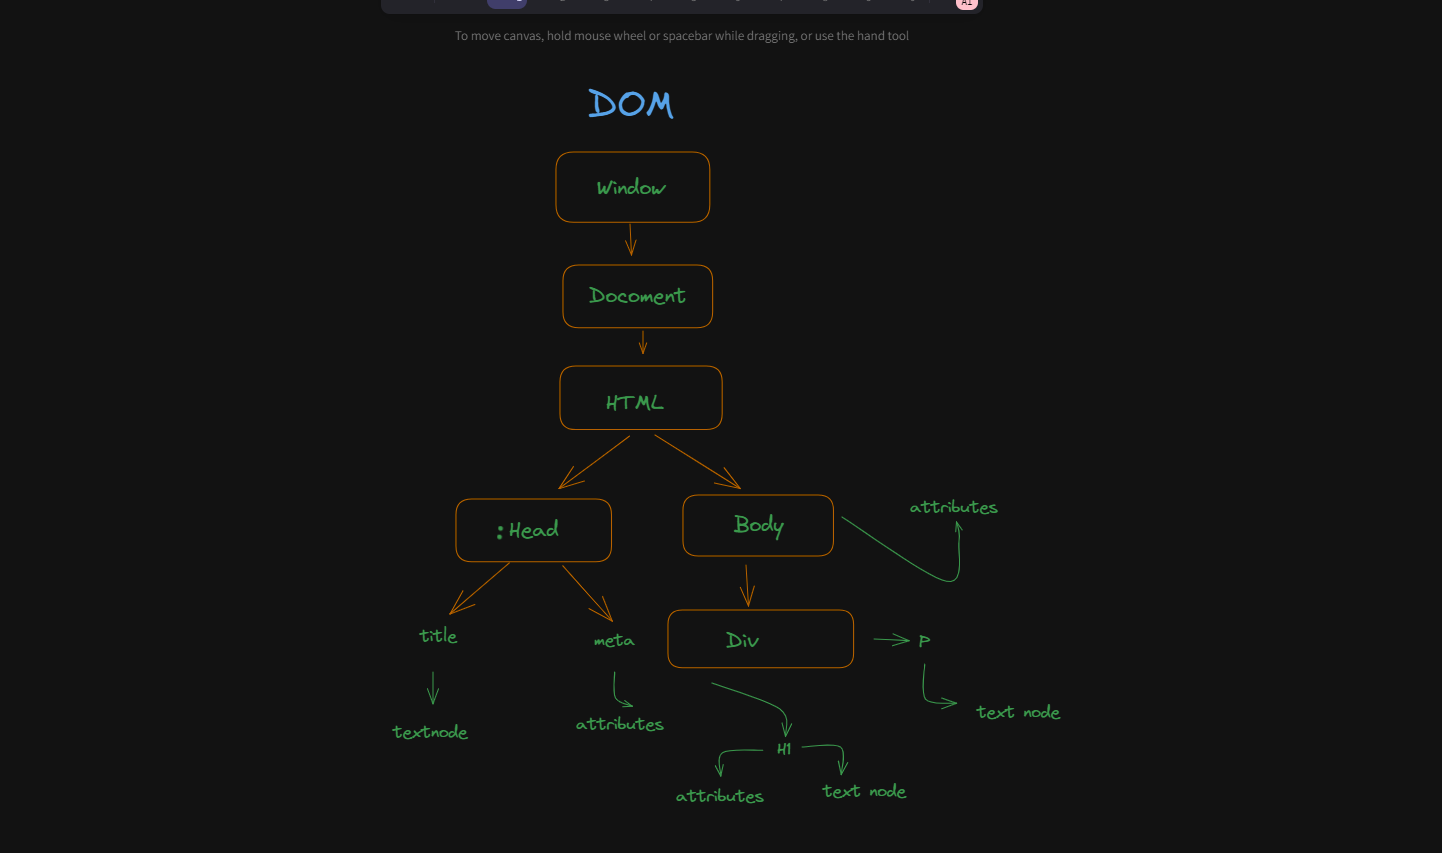 AI
To move canvas, hold mouse wheel or spacebar while dragging, or use the hand tool
DOM
Window
Docoment
HTML
:Head
Body
attributes
title
meta
Div
P
textnode
attributes
text node
H1
attributes
text node